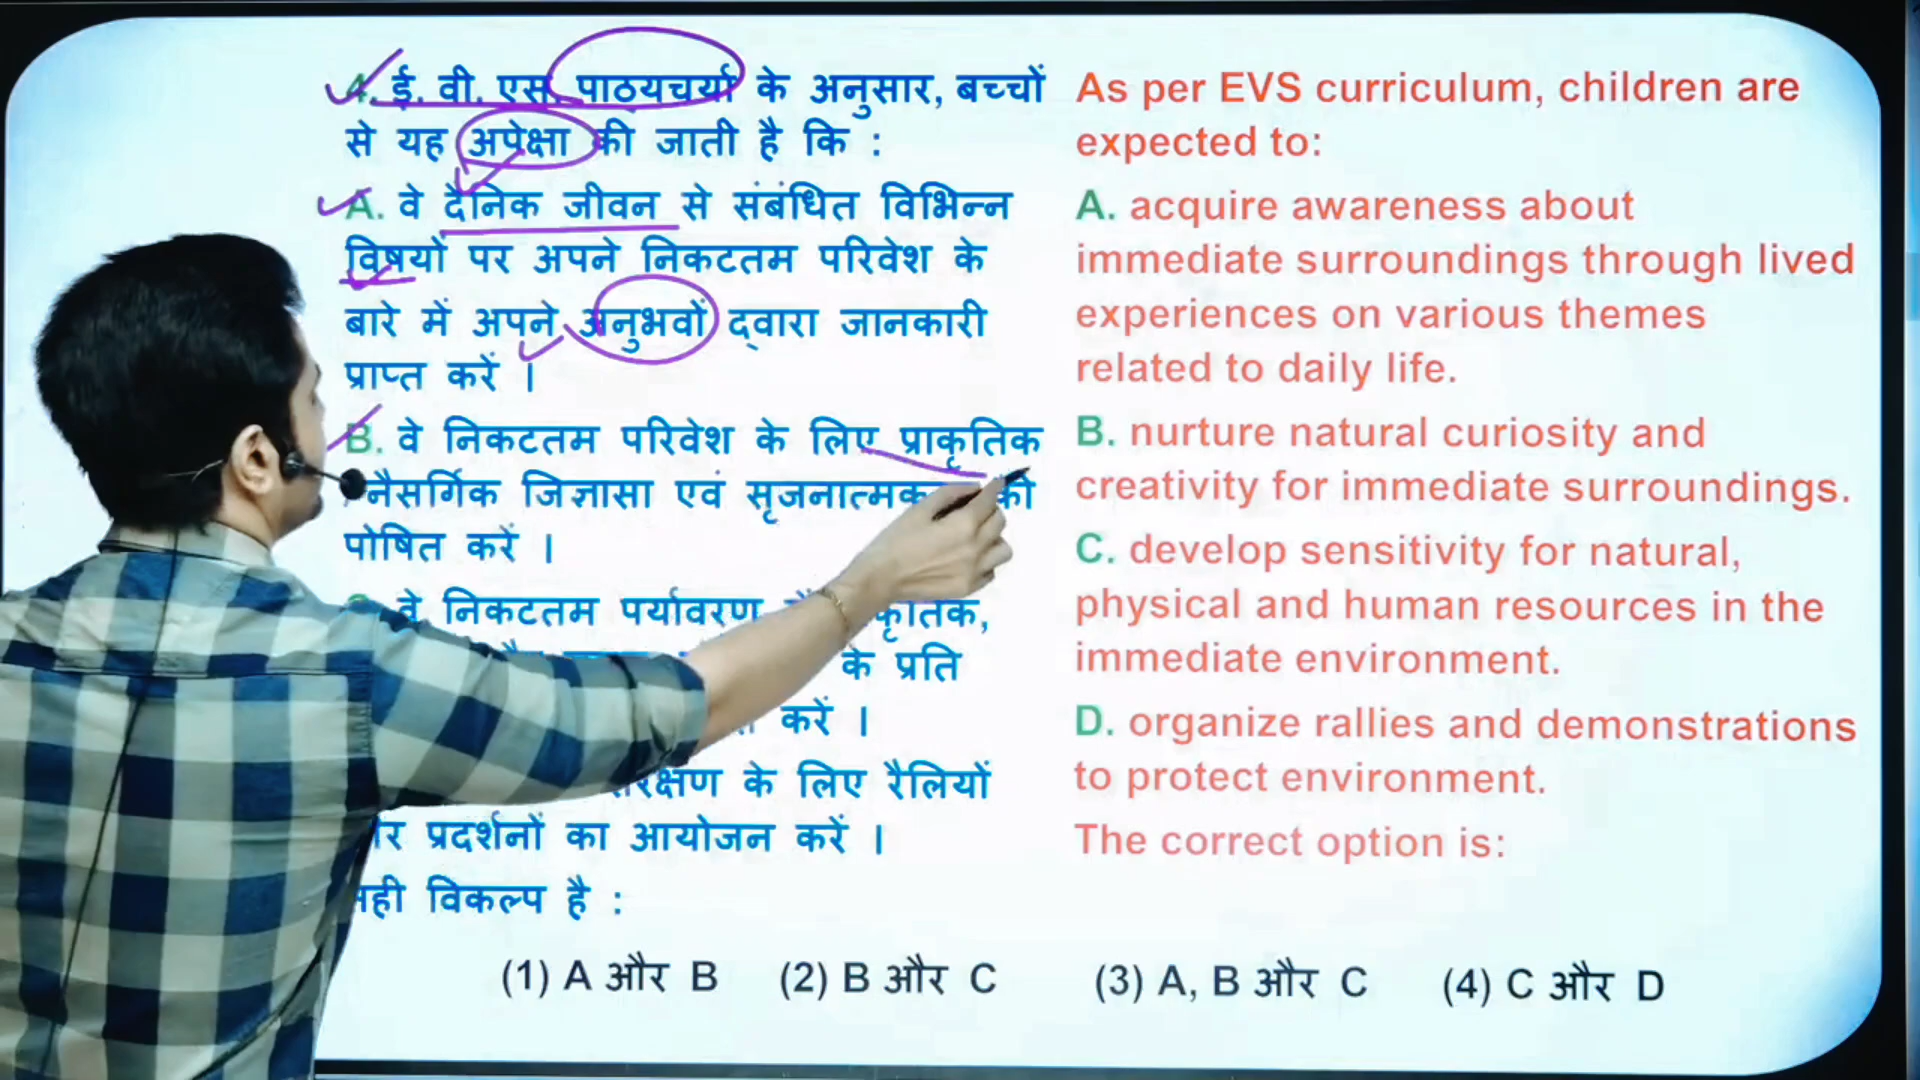 4. ई. वी. एस. पाठ्यचर्या के अनुसार, बच्चों
से यह अपेक्षा की जाती है कि :
A. वे दैनिक जीवन से संबंधित विभिन्न
विषयों पर अपने निकटतम परिवेश के
बारे में अपने अनुभवों द्वारा जानकारी
प्राप्त करें ।
B. वे निकटतम परिवेश के लिए प्राकृतिक
/नैसर्गिक जिज्ञासा एवं को
पोषित करें ।
वे निकटतम पर्यावरण
के प्रति
करें ।
के लिए रैलियों
प्रदर्शनों का आयोजन करें ।
विकल्प है :
As per EVS curriculum, children are
expected to:
A. acquire awareness about
immediate surroundings through lived
experiences on various themes
related to daily life.
B. nurture natural curiosity and
creativity for immediate surroundings.
C. develop sensitivity for natural,
physical and human resources in the
immediate environment.
D. organize rallies and demonstrations
to protect environment.
The correct option is:
(1) A और B (2) B और C (3) A, B और C (4) C और D